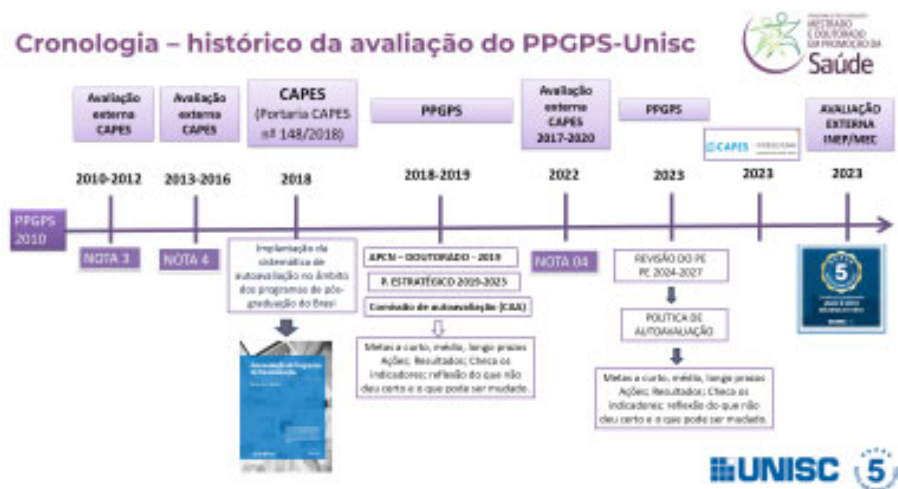 Cronologia – histórico da avaliação do PPGPS-Unisc
MESTRADO
E DOUTORADO
EM PROMOÇÃO DA
Saúde
Avaliação
externa
CAPES
Avaliação
externa
CAPES
CAPES
(Portaria CAPES
nº 148/2018)
PPGPS
Avaliação
externa
CAPES
2017-2020
PPGPS
CAPES
AVALIAÇÃO
EXTERNA
INEP/MEC
2010-2012
2013-2016
2018
2018-2019
2022
2023
2023
2023
PPGPS
2010
NOTA 3
NOTA 4
Implantação da
sistemática de
autoavaliação no âmbito
dos programas de pós-
graduação do Brasil
APCN – DOUTORADO - 2019
P. ESTRATÉGICO 2019-2023
Comissão de autoavaliação (CAA)
Metas a curto, médio, longo prazos
Ações; Resultados; Checa os
indicadores; reflexão do que não
deu certo e o que pode ser mudado.
NOTA 04
REVISÃO DO PE
PE 2024-2027
POLÍTICA DE
AUTOAVALIAÇÃO
Metas a curto, médio, longo prazos
Ações; Resultados; Checa os
indicadores; reflexão do que não
deu certo e o que pode ser mudado.
5
UNISC
5